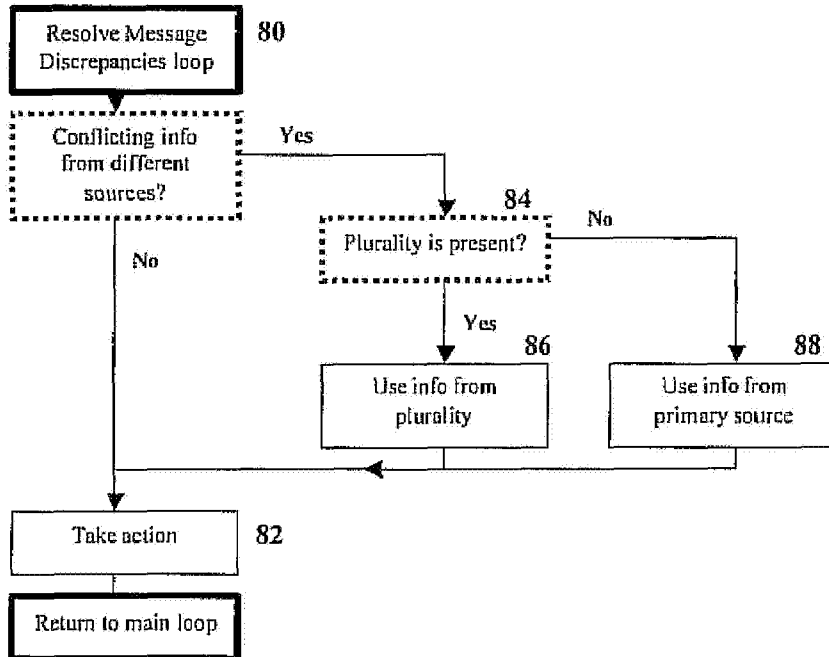 Resolve Message
Discrepancies loop
80
Conflicting info
from different
sources?
Yes
84
Plurality is present?
No
No
Yes
86
88
Use info from
plurality
Use info from
primary source
Take action
82
Return to main loop